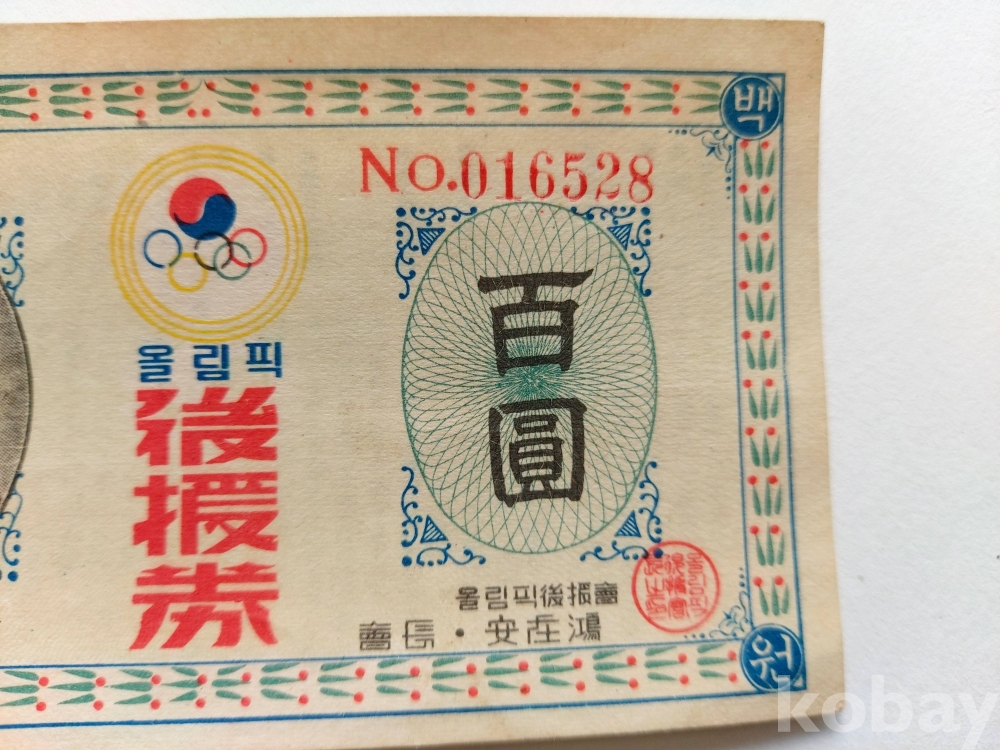 백
NO.016528
올림픽
後援券
百圓
올림픽後援會
會長·安在鴻
원
kobay